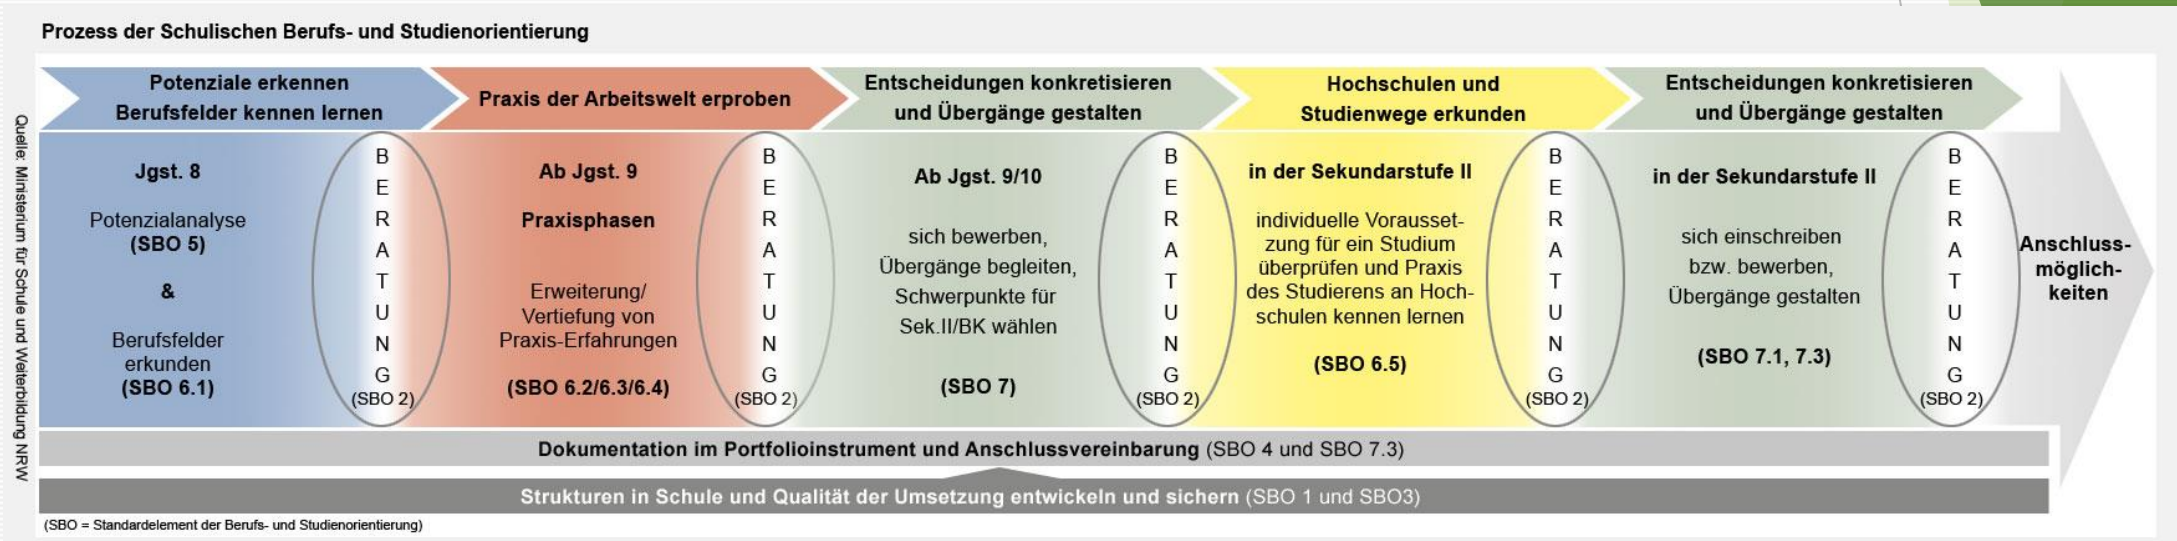 Prozess der Schulischen Berufs- und Studienorientierung
Quelle: Ministerium für Schule und Weiterbildung NRW
Potenziale erkennen
Berufsfelder kennen lernen
Jgst. 8
Potenzialanalyse
(SBO 5)
&
Berufsfelder
erkunden
(SBO 6.1)
B
E
R
A
T
U
N
G
(SBO 2)
Praxis der Arbeitswelt erproben
Ab Jgst. 9
Praxisphasen
Erweiterung/
Vertiefung von
Praxis-Erfahrungen
(SBO 6.2/6.3/6.4)
B
E
R
A
T
U
N
G
(SBO 2)
Entscheidungen konkretisieren
und Übergänge gestalten
Ab Jgst. 9/10
sich bewerben,
Übergänge begleiten,
Schwerpunkte für
Sek.II/BK wählen
(SBO 7)
B
E
R
A
T
U
N
G
(SBO 2)
Hochschulen und
Studienwege erkunden
in der Sekundarstufe II
individuelle Vorausset-
zung für ein Studium
überprüfen und Praxis
des Studierens an Hoch-
schulen kennen lernen
(SBO 6.5)
B
E
R
A
T
U
N
G
(SBO 2)
Entscheidungen konkretisieren
und Übergänge gestalten
in der Sekundarstufe II
sich einschreiben
bzw. bewerben,
Übergänge gestalten
(SBO 7.1, 7.3)
B
E
R
A
T
U
N
G
(SBO 2)
Anschluss-
möglich-
keiten
Dokumentation im Portfolioinstrument und Anschlussvereinbarung (SBO 4 und SBO 7.3)
Strukturen in Schule und Qualität der Umsetzung entwickeln und sichern (SBO 1 und SBO3)
(SBO = Standardelement der Berufs- und Studienorientierung)